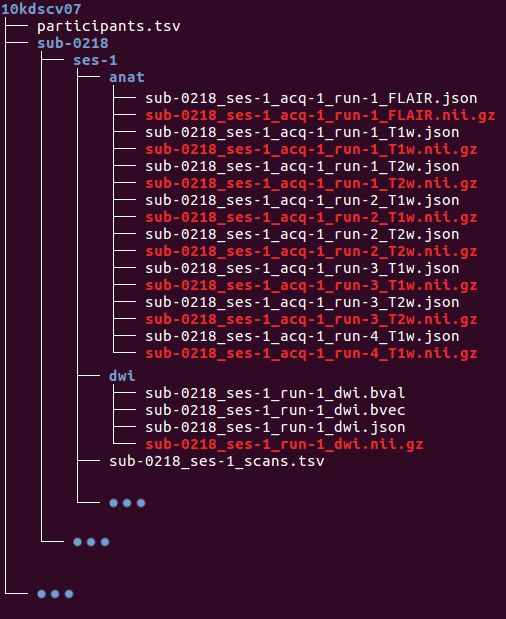 10kdscv07
participants.tsv
sub-0218
ses-1
anat
sub-0218_ses-1_acq-1_run-1_FLAIR.json
sub-0218_ses-1_acq-1_run-1_FLAIR.nii.gz
sub-0218_ses-1_acq-1_run-1_T1w.json
sub-0218_ses-1_acq-1_run-1_T1w.nii.gz
sub-0218_ses-1_acq-1_run-1_T2w.json
sub-0218_ses-1_acq-1_run-1_T2w.nii.gz
sub-0218_ses-1_acq-1_run-2_T1w.json
sub-0218_ses-1_acq-1_run-2_T1w.nii.gz
sub-0218_ses-1_acq-1_run-2_T2w.json
sub-0218_ses-1_acq-1_run-2_T2w.nii.gz
sub-0218_ses-1_acq-1_run-3_T1w.json
sub-0218_ses-1_acq-1_run-3_T1w.nii.gz
sub-0218_ses-1_acq-1_run-3_T2w.json
sub-0218_ses-1_acq-1_run-3_T2w.nii.gz
sub-0218_ses-1_acq-1_run-4_T1w.json
sub-0218_ses-1_acq-1_run-4_T1w.nii.gz
dwi
sub-0218_ses-1_run-1_dwi.bval
sub-0218_ses-1_run-1_dwi.bvec
sub-0218_ses-1_run-1_dwi.json
sub-0218_ses-1_run-1_dwi.nii.gz
sub-0218_ses-1_scans.tsv